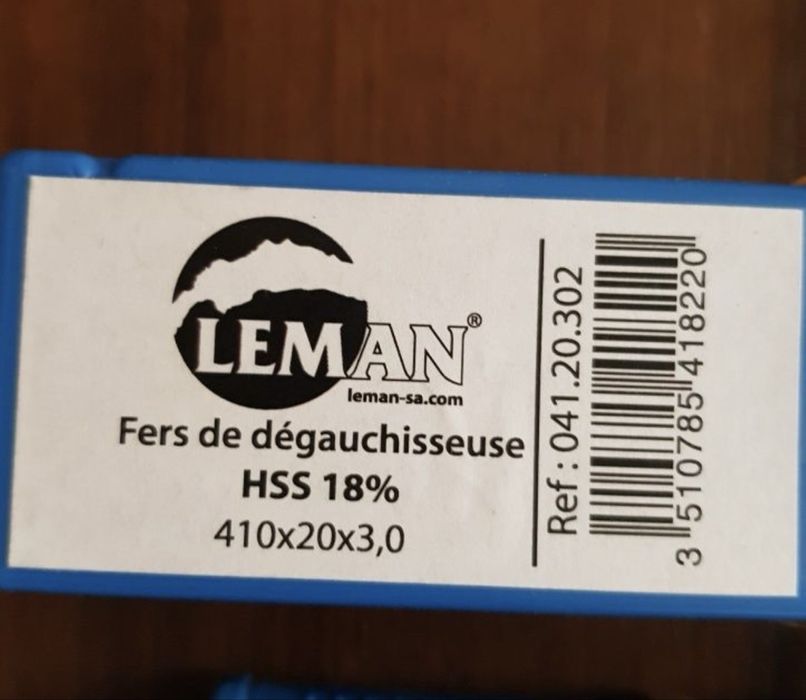 LEMAN®
leman-sa.com
Fers de dégauchisseuse
HSS 18%
410x20x3,0
Ref : 041.20.302
3 510785 418220